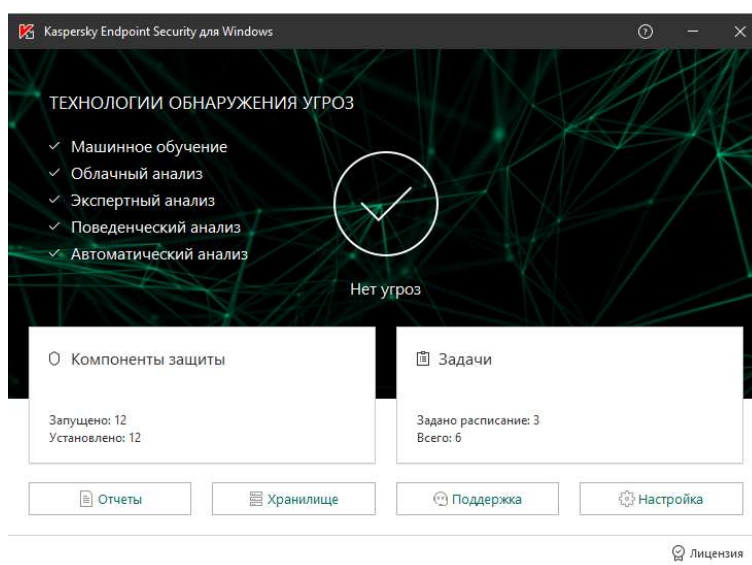 Kaspersky Endpoint Security для Windows
ТЕХНОЛОГИИ ОБНАРУЖЕНИЯ УГРОЗ
Машинное обучение
Облачный анализ
Экспертный анализ
Поведенческий анализ
Автоматический анализ
Нет угроз
Компоненты защиты
Запущено: 12
Установлено: 12
Задачи
Задано расписание: 3
Всего: 6
Отчеты
Хранилище
Поддержка
Настройка
Лицензия